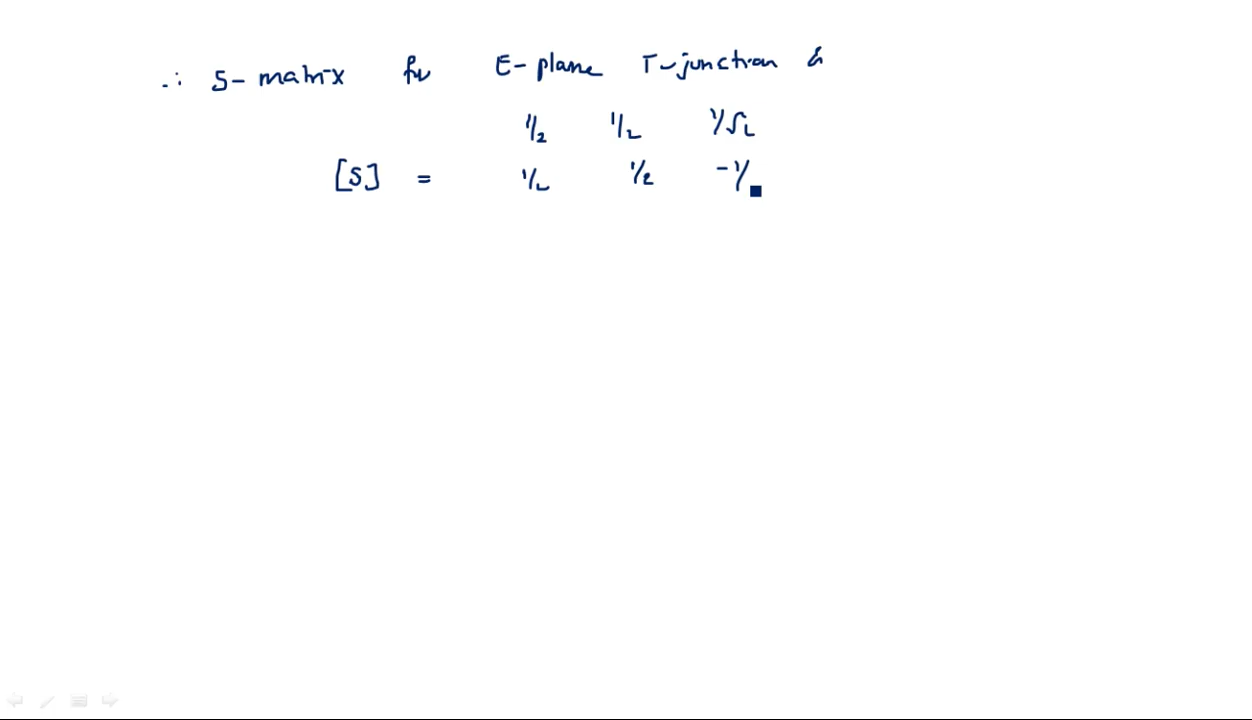 ∴ S-matrix for E-plane T-junction is
1/2 1/2 1/√2
[S] = 1/2 1/2 -1/